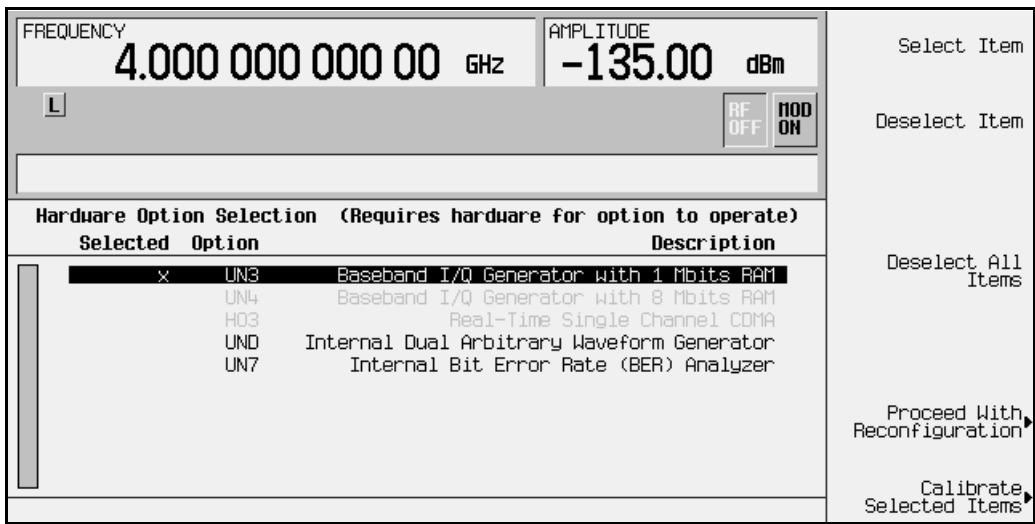 FREQUENCY
4.000 000 000 00 GHz
AMPLITUDE
-135.00 dBm
L
RF OFF
MOD ON
Hardware Option Selection (Requires hardware for option to operate)
Selected Option Description
x UN3 Baseband I/Q Generator with 1 Mbits RAM
UN4 Baseband I/Q Generator with 8 Mbits RAM
H03 Real-Time Single Channel CDMA
UND Internal Dual Arbitrary Waveform Generator
UN7 Internal Bit Error Rate (BER) Analyzer
Select Item
Deselect Item
Deselect All
Items
Proceed With
Reconfiguration
Calibrate
Selected Items